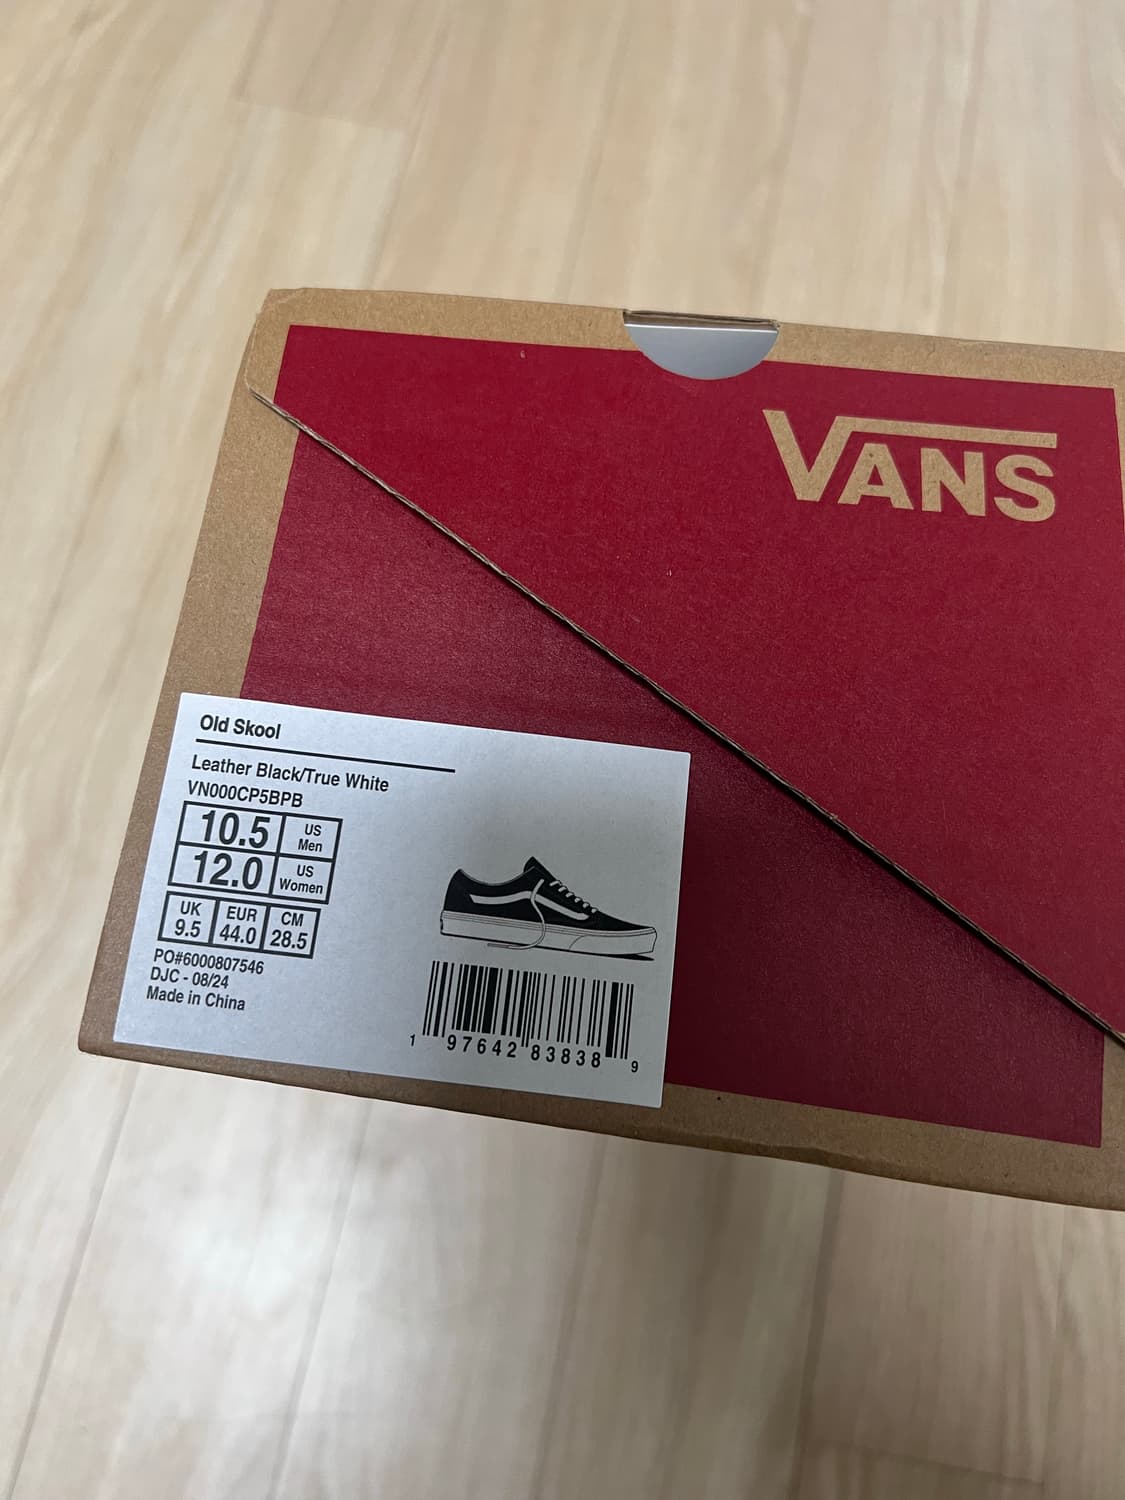 VANS
Old Skool
Leather Black/True White
VN000CP5BPB
10.5 US Men
12.0 US Women
UK 9.5 EUR 44.0 CM 28.5
PO#6000807546
DJC - 08/24
Made in China
1 97642 83838 9